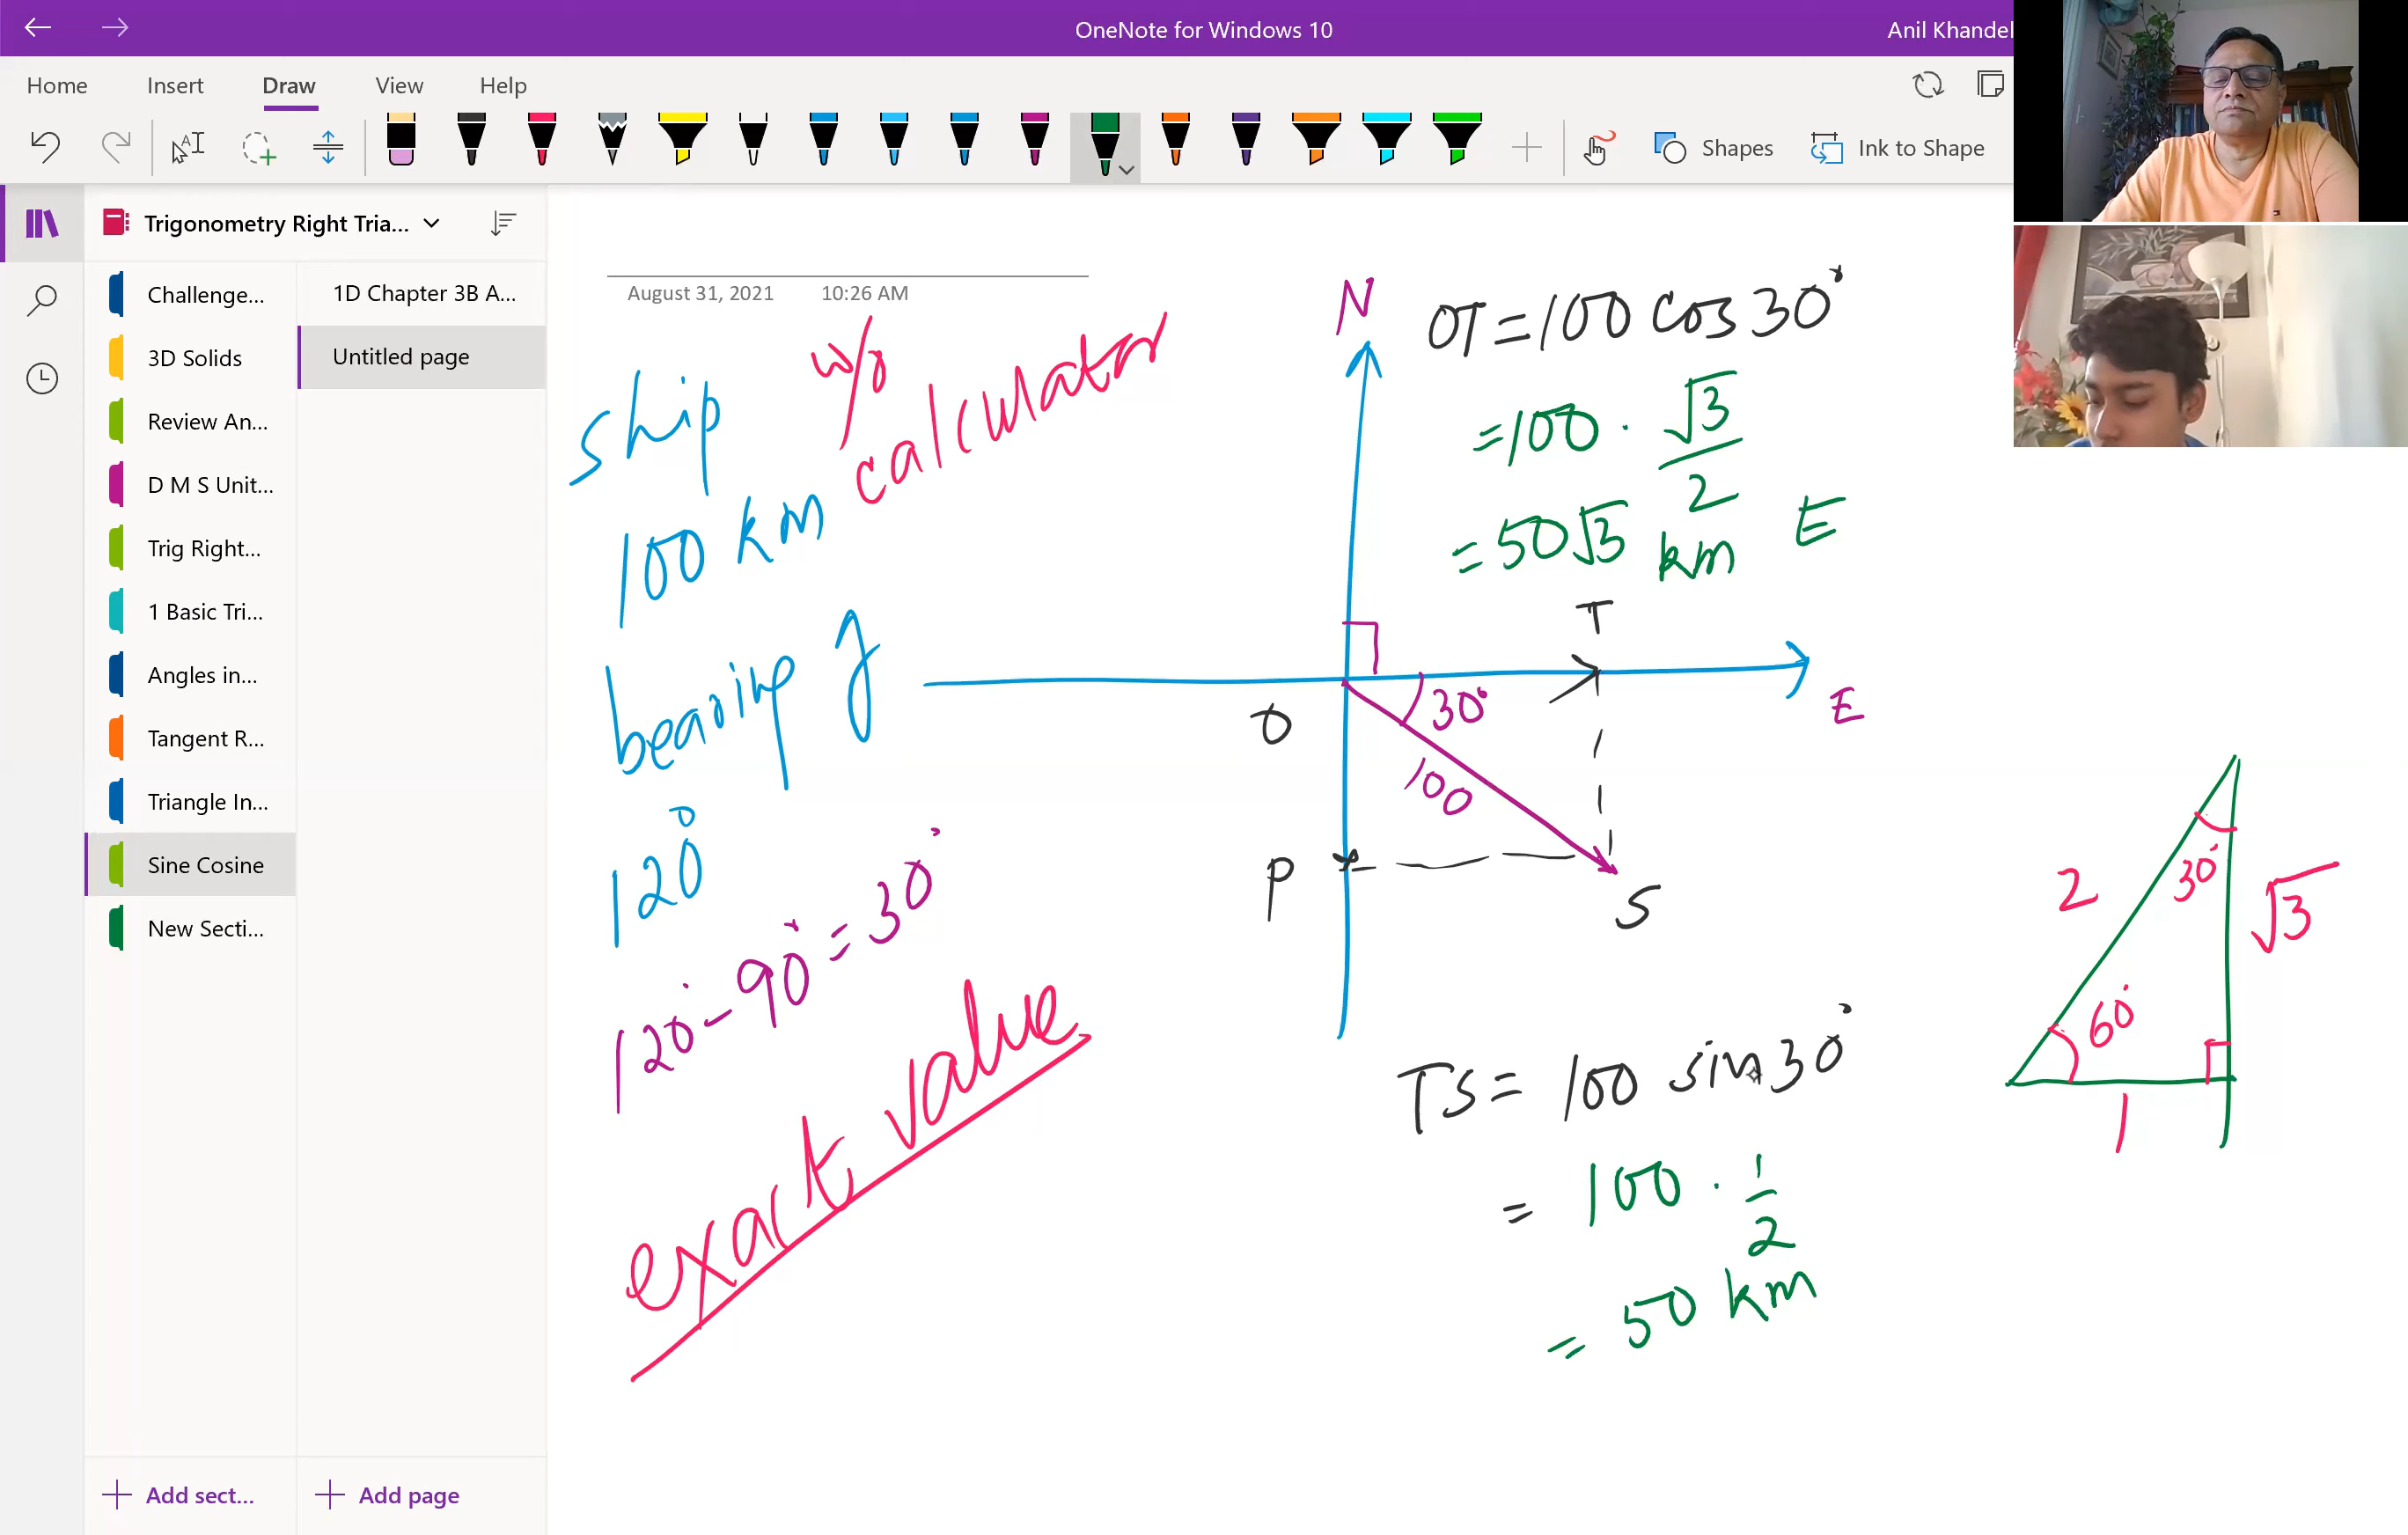 OneNote for Windows 10
Anil Khandel
Home
Insert
Draw
View
Help
Shapes
Ink to Shape
Trigonometry Right Tria...
Challenge...
3D Solids
Review An...
D M S Unit...
Trig Right...
1 Basic Tri...
Angles in...
Tangent R...
Triangle In...
Sine Cosine
New Secti...
Add sect...
1D Chapter 3B A...
Untitled page
Add page
August 31, 2021 10:26 AM
ship
w/o
calculator
100 km
bearing of
120°
120° - 90° = 30°
exact value
N
E
O
T
30°
100
P
S
OT = 100 cos 30°
= 100 · √3/2
= 50√3 km E
TS = 100 sin 30°
= 100 · 1/2
= 50 km
2
30°
√3
60°
1